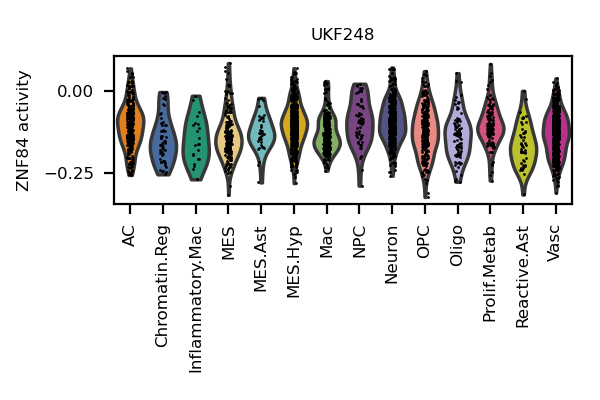 UKF248
ZNF84 activity
0.00
−0.25
AC
Chromatin.Reg
Inflammatory.Mac
MES
MES.Ast
MES.Hyp
Mac
NPC
Neuron
OPC
Oligo
Prolif.Metab
Reactive.Ast
Vasc